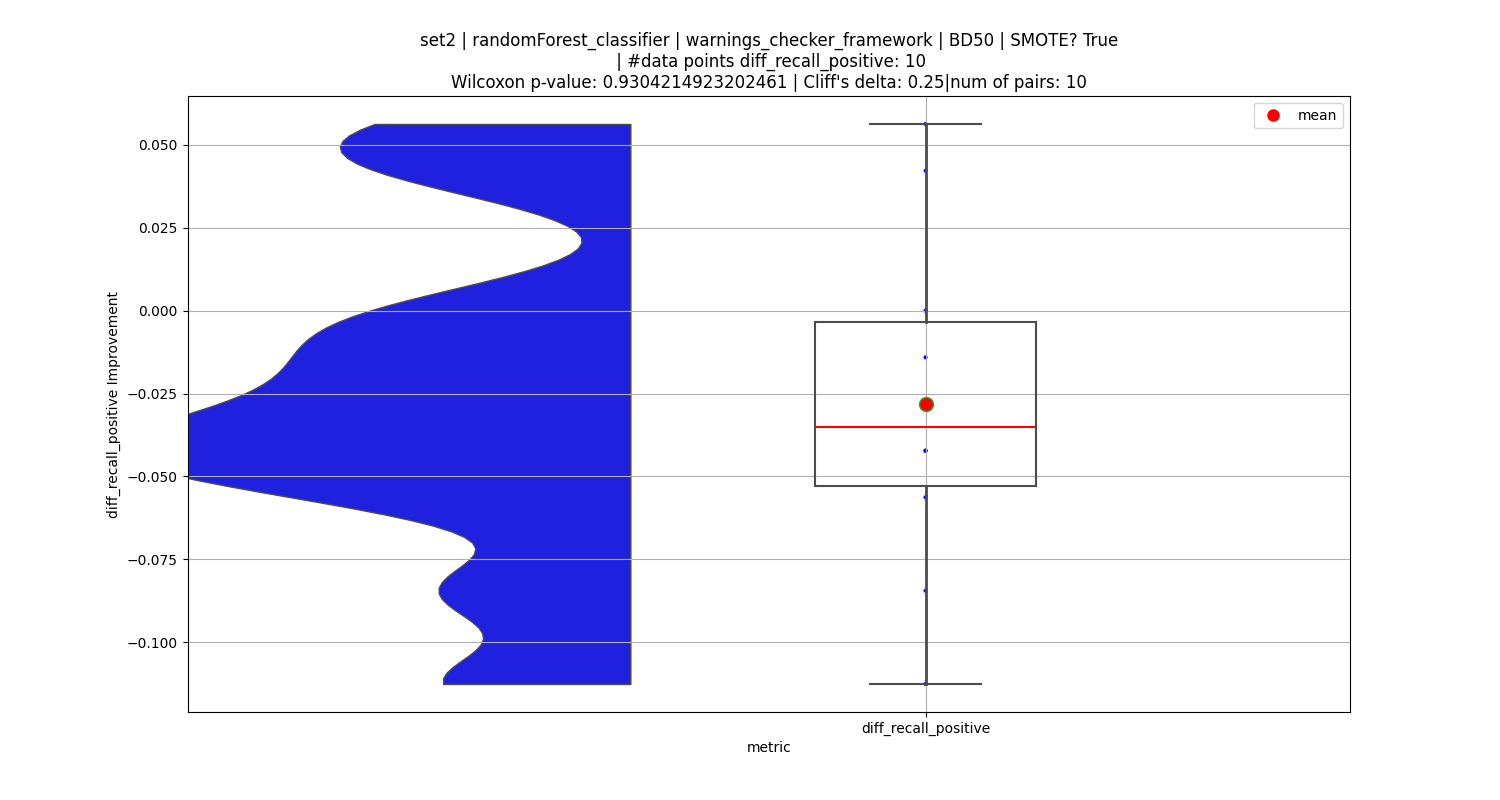 set2 | randomForest_classifier | warnings_checker_framework | BD50 | SMOTE? True
| #data points diff_recall_positive: 10
Wilcoxon p-value: 0.9304214923202461 | Cliff's delta: 0.25|num of pairs: 10
mean
0.050
0.025
0.000
−0.025
−0.050
−0.075
−0.100
diff_recall_positive Improvement
diff_recall_positive
metric